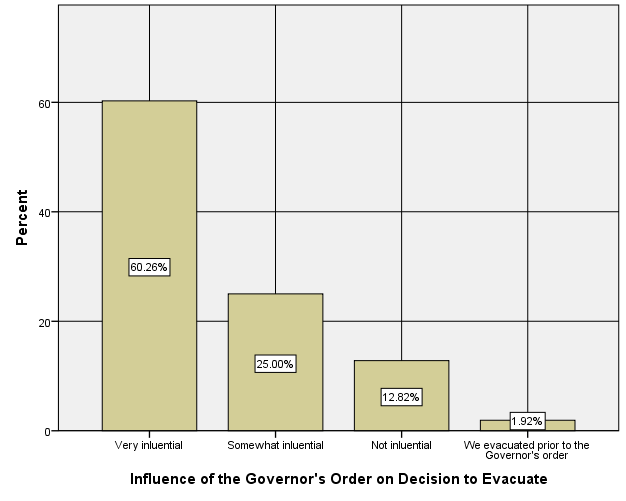 Percent
60
40
20
0
60.26%
25.00%
12.82%
1.92%
Very inluential
Somewhat inluential
Not inluential
We evacuated prior to the
Governor's order
Influence of the Governor's Order on Decision to Evacuate